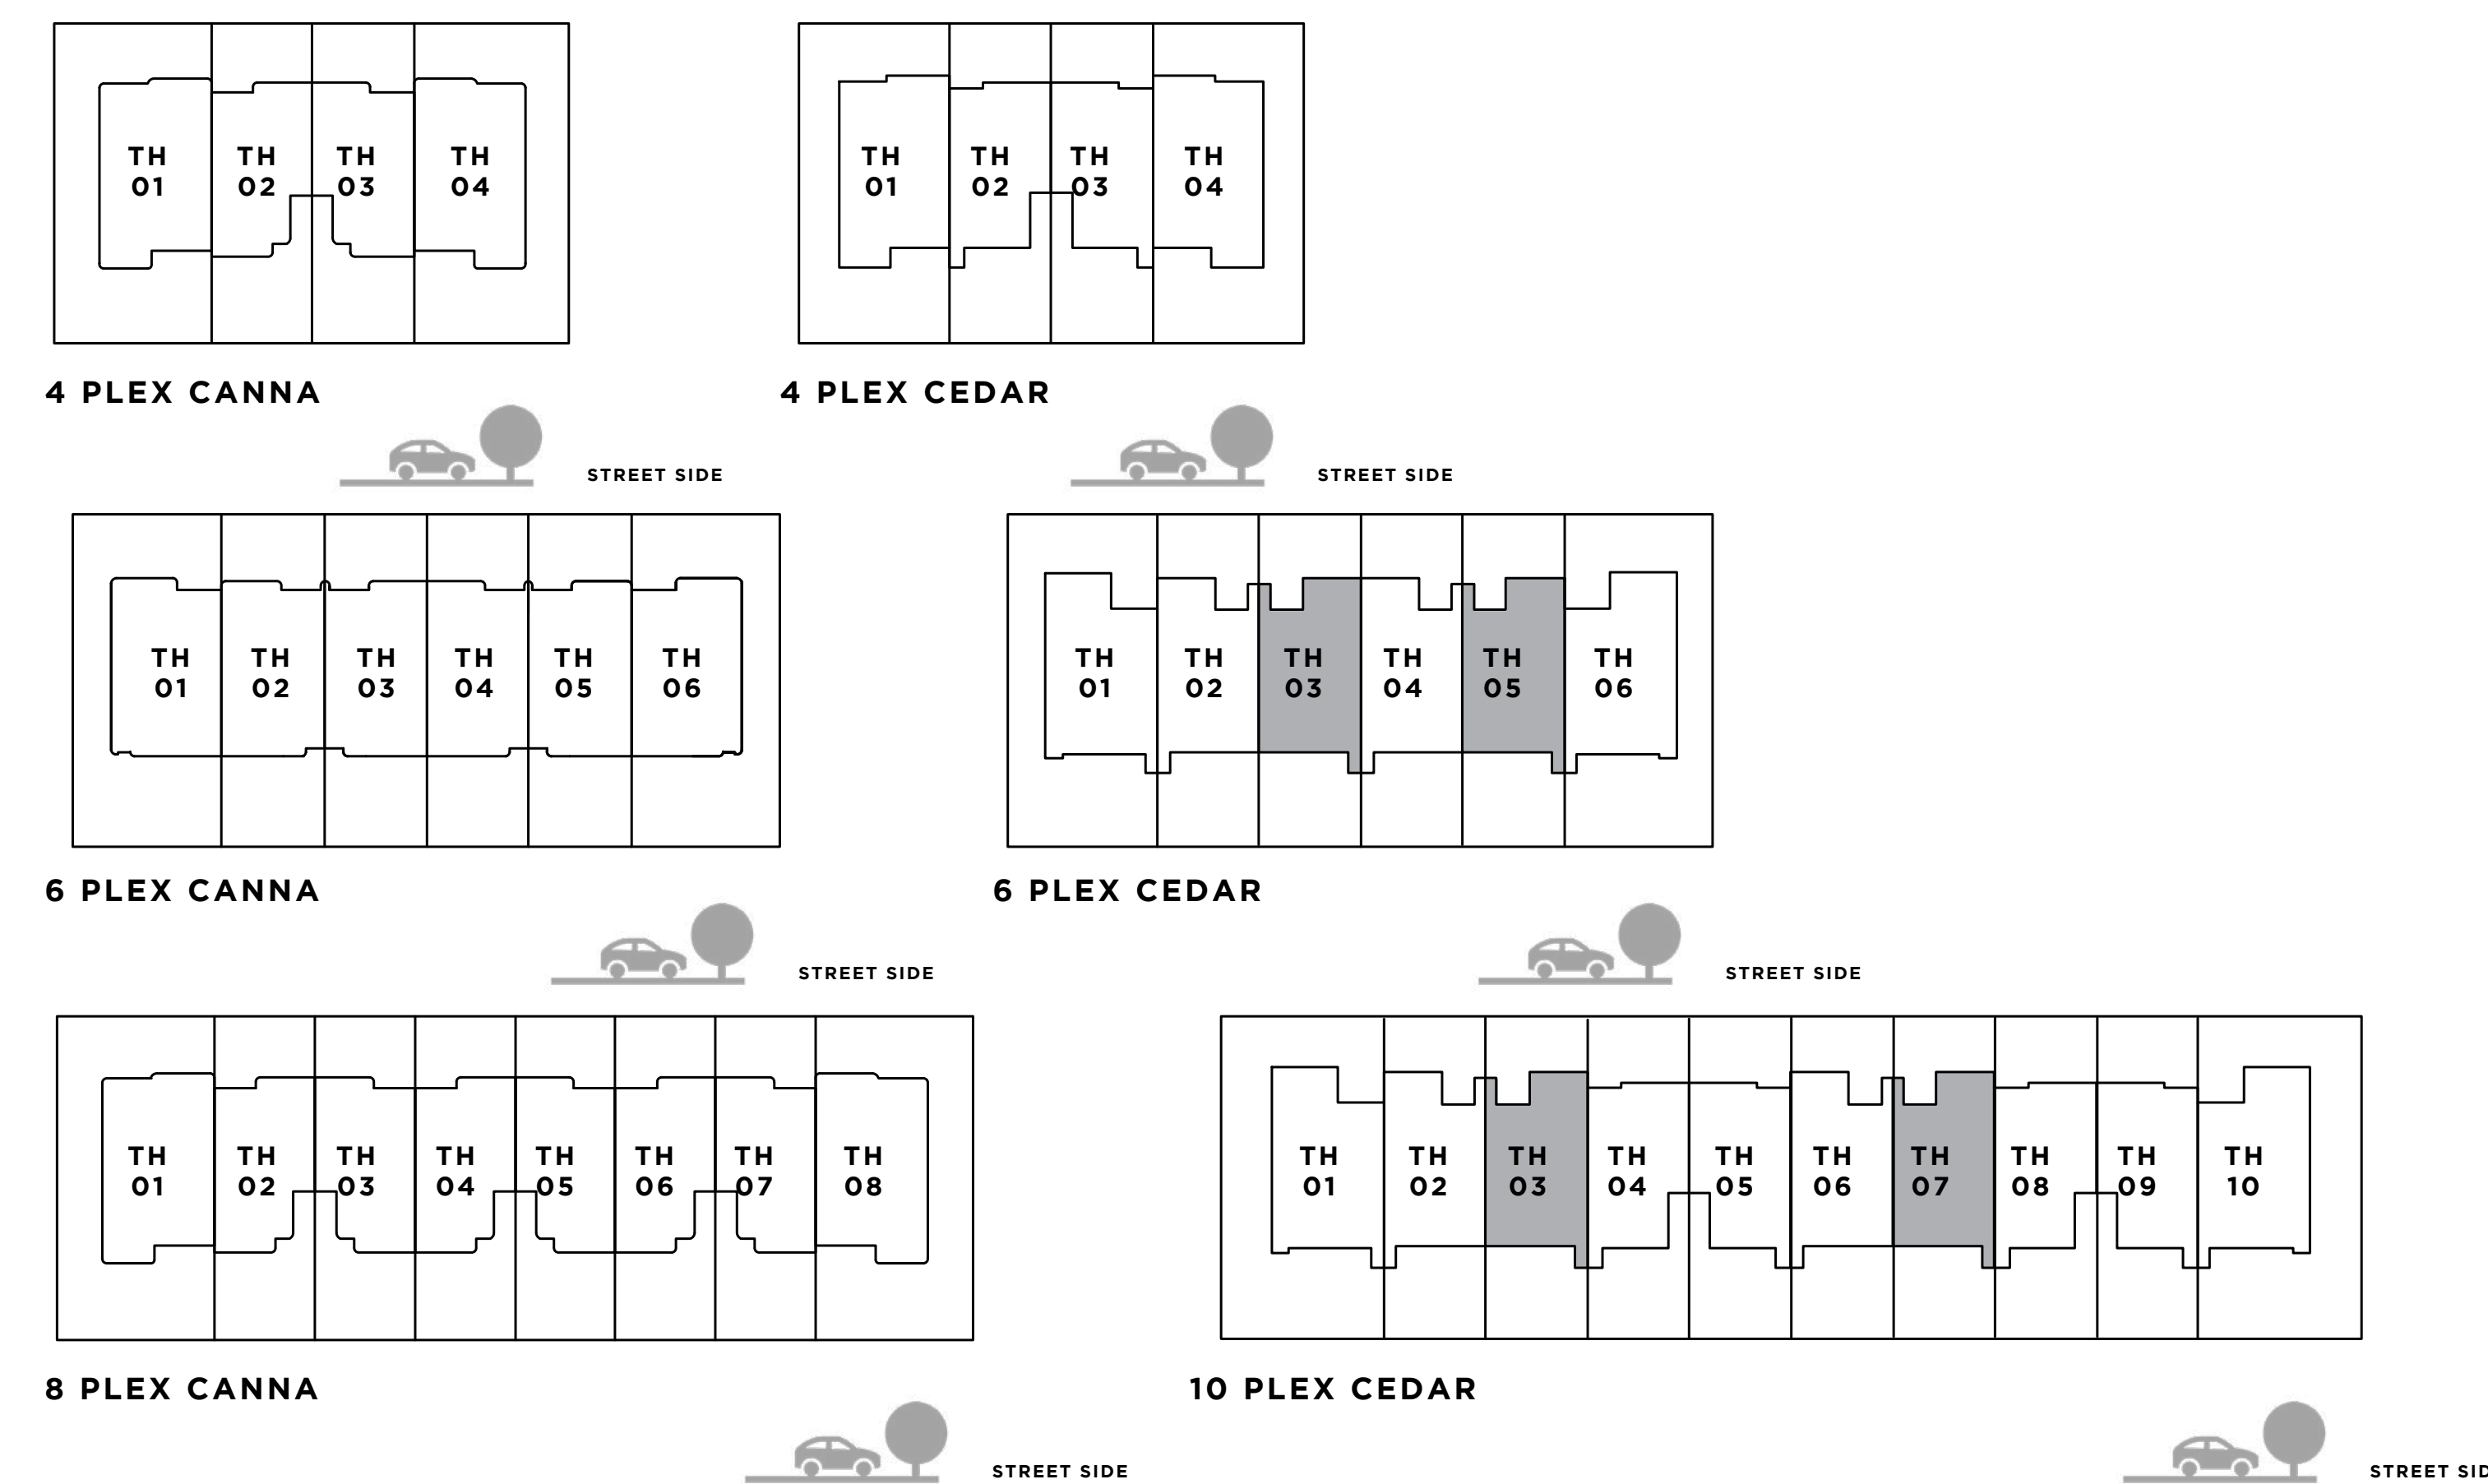 TH TH TH TH
01 02 03 04
TH TH TH TH
01 02 03 04
4 PLEX CANNA
4 PLEX CEDAR
STREET SIDE
STREET SIDE
TH TH TH TH TH TH
01 02 03 04 05 06
TH TH TH TH TH TH
01 02 03 04 05 06
6 PLEX CANNA
6 PLEX CEDAR
STREET SIDE
STREET SIDE
TH TH TH TH TH TH TH TH
01 02 03 04 05 06 07 08
TH TH TH TH TH TH TH TH TH TH
01 02 03 04 05 06 07 08 09 10
8 PLEX CANNA
10 PLEX CEDAR
STREET SIDE
STREET SID